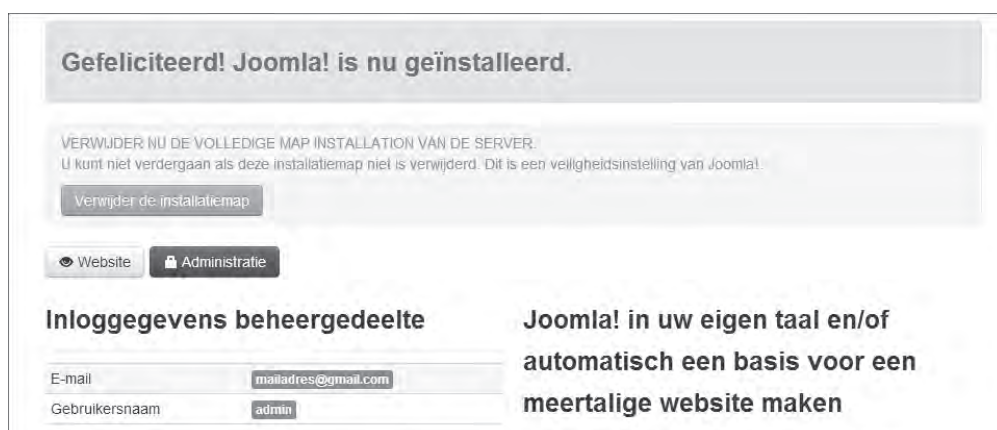 Gefeliciteerd! Joomla! is nu geïnstalleerd.
VERWIJDER NU DE VOLLEDIGE MAP INSTALLATION VAN DE SERVER.
U kunt niet verdergaan als deze installatiemap niet is verwijderd. Dit is een veiligheidsinstelling van Joomla!.
Verwijder de installatiemap
Website
Administratie
Inloggegevens beheergedeelte
E-mail mailadres@gmail.com
Gebruikersnaam admin
Joomla! in uw eigen taal en/of
automatisch een basis voor een
meertalige website maken